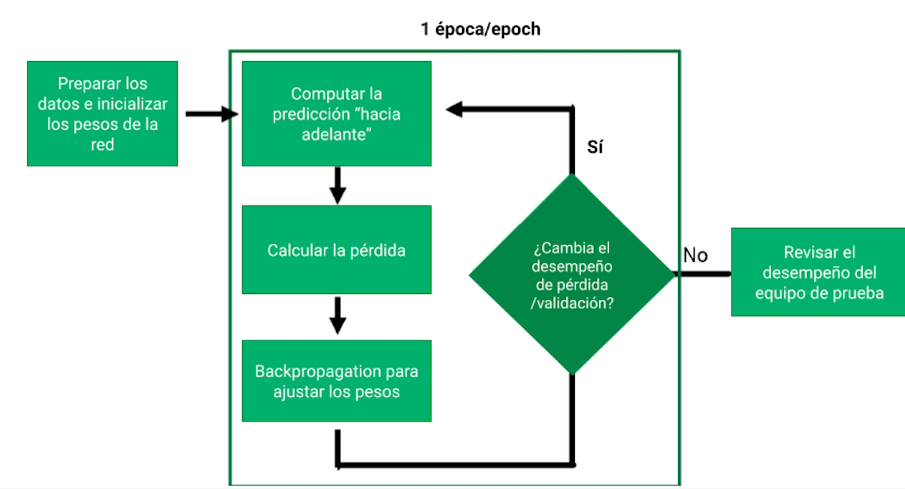 1 época/epoch
Preparar los
datos e inicializar
los pesos de la
red
Computar la
predicción “hacia
adelante”
Calcular la pérdida
Backpropagation para
ajustar los pesos
Sí
¿Cambia el
desempeño
de pérdida
/validación?
No
Revisar el
desempeño del
equipo de prueba